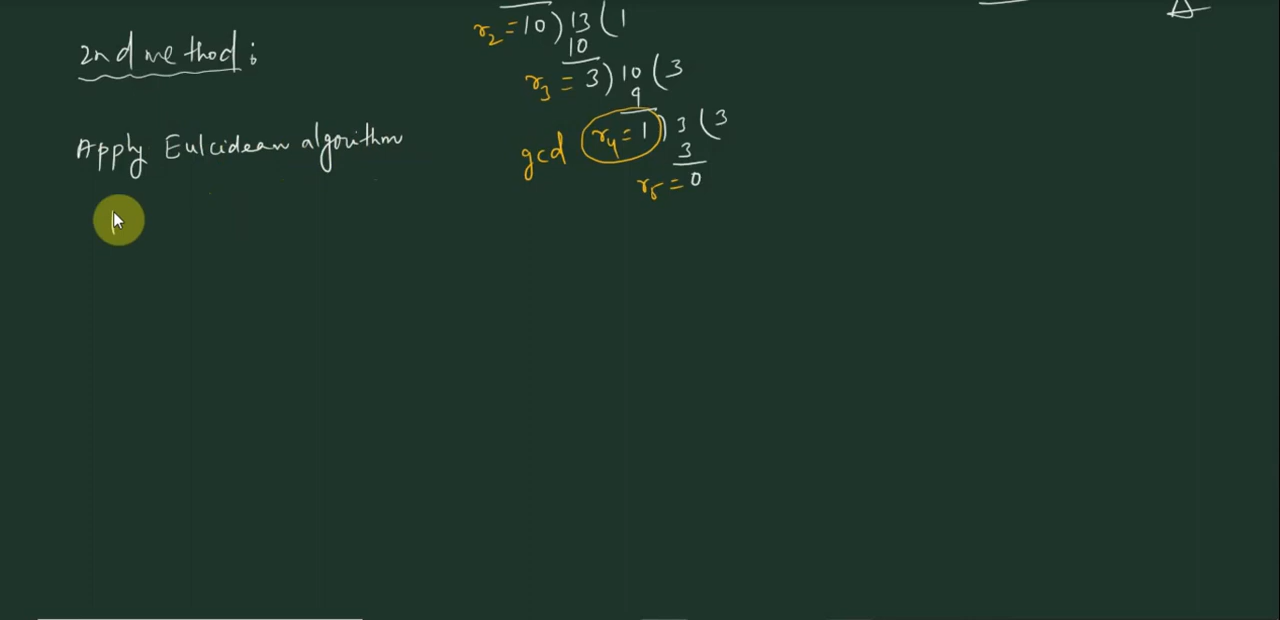 2nd method :
Apply Eulcidean algorithm
r₂ = 10 ) 13 ( 1
10
r₃ = 3 ) 10 ( 3
9
gcd r₄ = 1 ) 3 ( 3
3
r₅ = 0